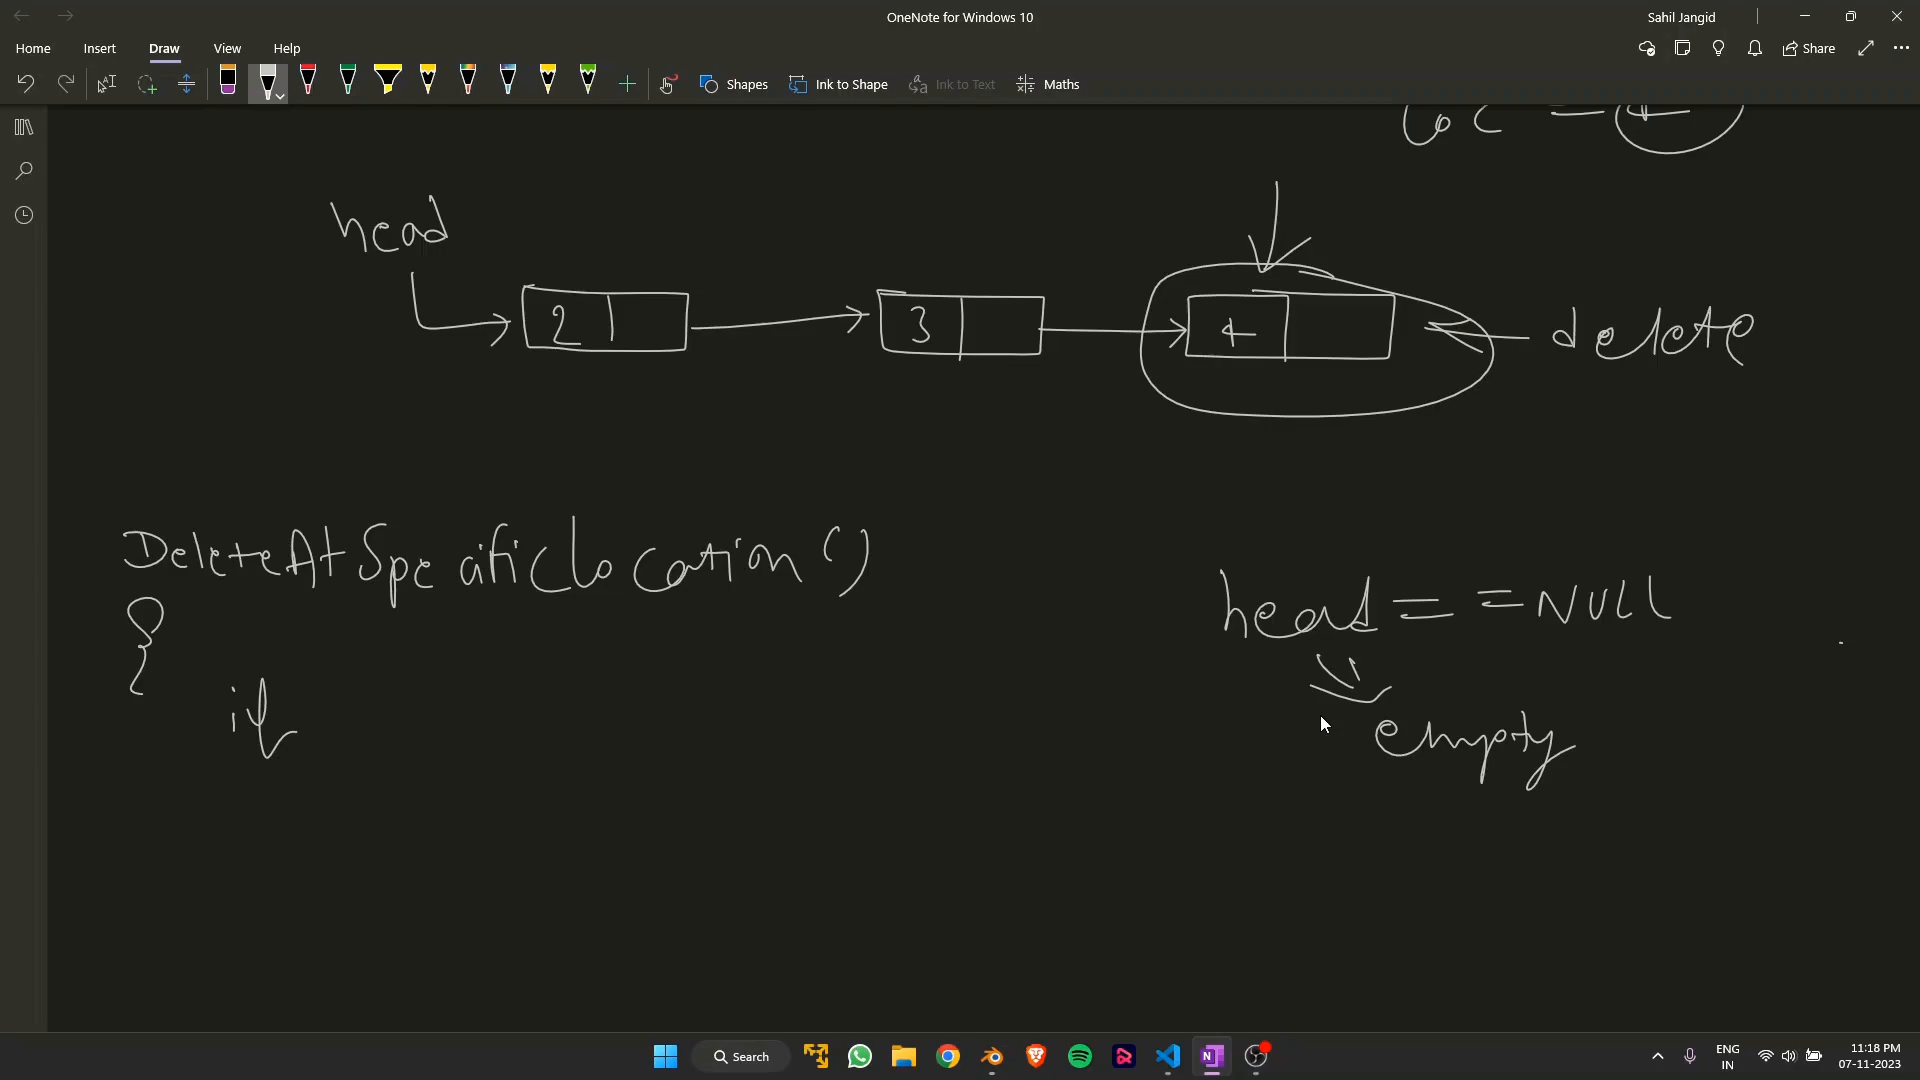 OneNote for Windows 10
Sahil Jangid
Home Insert Draw View Help
Share
Shapes Ink to Shape Ink to Text Maths
loc = 4
head
2 3 4 delete
DeleteAtSpecificlocation()
{
head = = NULL
if
empty
Search
ENG
IN
11:18 PM
07-11-2023